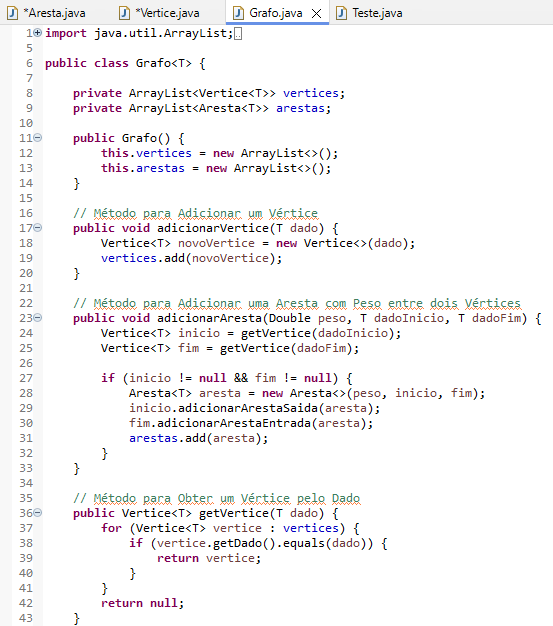 *Aresta.java *Vertice.java Grafo.java Teste.java
1 import java.util.ArrayList;
5
6 public class Grafo<T> {
7
8     private ArrayList<Vertice<T>> vertices;
9     private ArrayList<Aresta<T>> arestas;
10
11     public Grafo() {
12         this.vertices = new ArrayList<>();
13         this.arestas = new ArrayList<>();
14     }
15
16     // Método para Adicionar um Vértice
17     public void adicionarVertice(T dado) {
18         Vertice<T> novoVertice = new Vertice<>(dado);
19         vertices.add(novoVertice);
20     }
21
22     // Método para Adicionar uma Aresta com Peso entre dois Vértices
23     public void adicionarAresta(Double peso, T dadoInicio, T dadoFim) {
24         Vertice<T> inicio = getVertice(dadoInicio);
25         Vertice<T> fim = getVertice(dadoFim);
26
27         if (inicio != null && fim != null) {
28             Aresta<T> aresta = new Aresta<>(peso, inicio, fim);
29             inicio.adicionarArestaSaida(aresta);
30             fim.adicionarArestaEntrada(aresta);
31             arestas.add(aresta);
32         }
33     }
34
35     // Método para Obter um Vértice pelo Dado
36     public Vertice<T> getVertice(T dado) {
37         for (Vertice<T> vertice : vertices) {
38             if (vertice.getDado().equals(dado)) {
39                 return vertice;
40             }
41         }
42         return null;
43     }